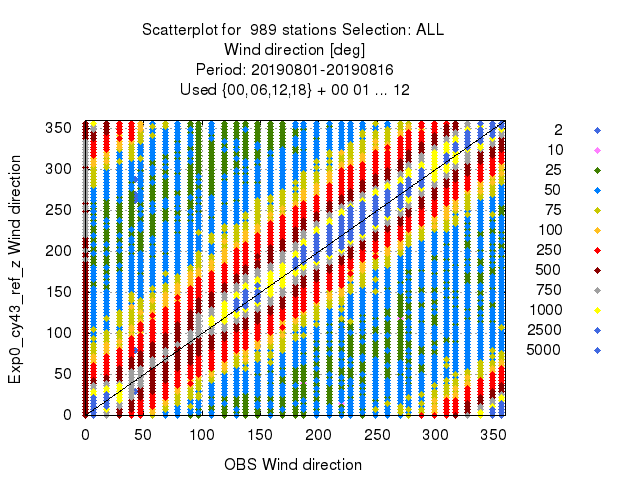 Scatterplot for 989 stations Selection: ALL
Wind direction [deg]
Period: 20190801-20190816
Used {00,06,12,18} + 00 01 ... 12
Exp0_cy43_ref_z Wind direction
350
300
250
200
150
100
50
0
0 50 100 150 200 250 300 350
OBS Wind direction
2
10
25
50
75
100
250
500
750
1000
2500
5000